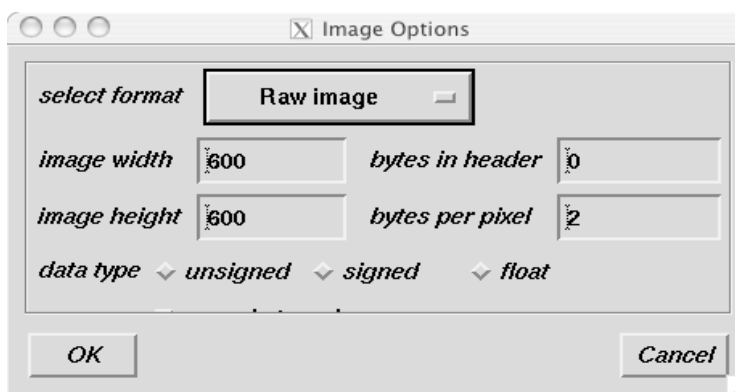 Image Options
select format Raw image
image width 600 bytes in header 0
image height 600 bytes per pixel 2
data type unsigned signed float
OK Cancel